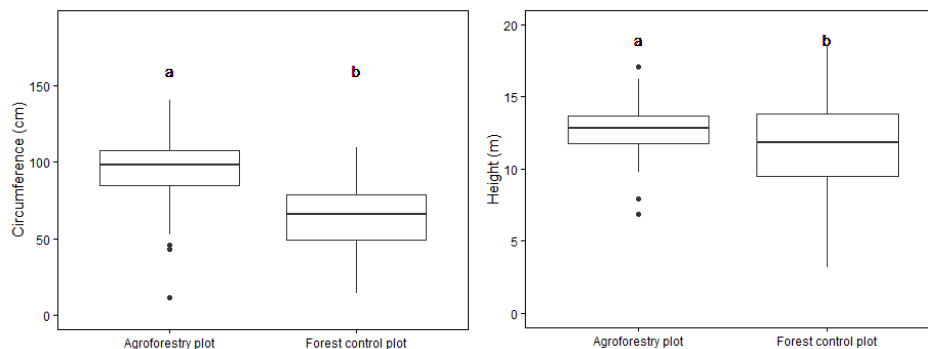 Circumference (cm)
150
100
50
0
a
b
Agroforestry plot
Forest control plot
Height (m)
20
15
10
5
0
a
b
Agroforestry plot
Forest control plot